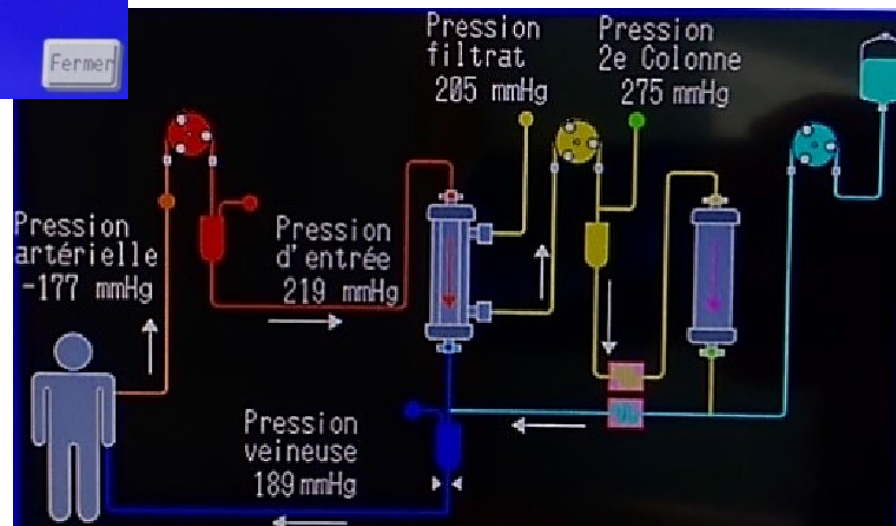 Fermer
Pression
filtrat
205 mmHg
Pression
2e Colonne
275 mmHg
Pression
artérielle
-177 mmHg
Pression
d'entrée
219 mmHg
Pression
veineuse
189 mmHg